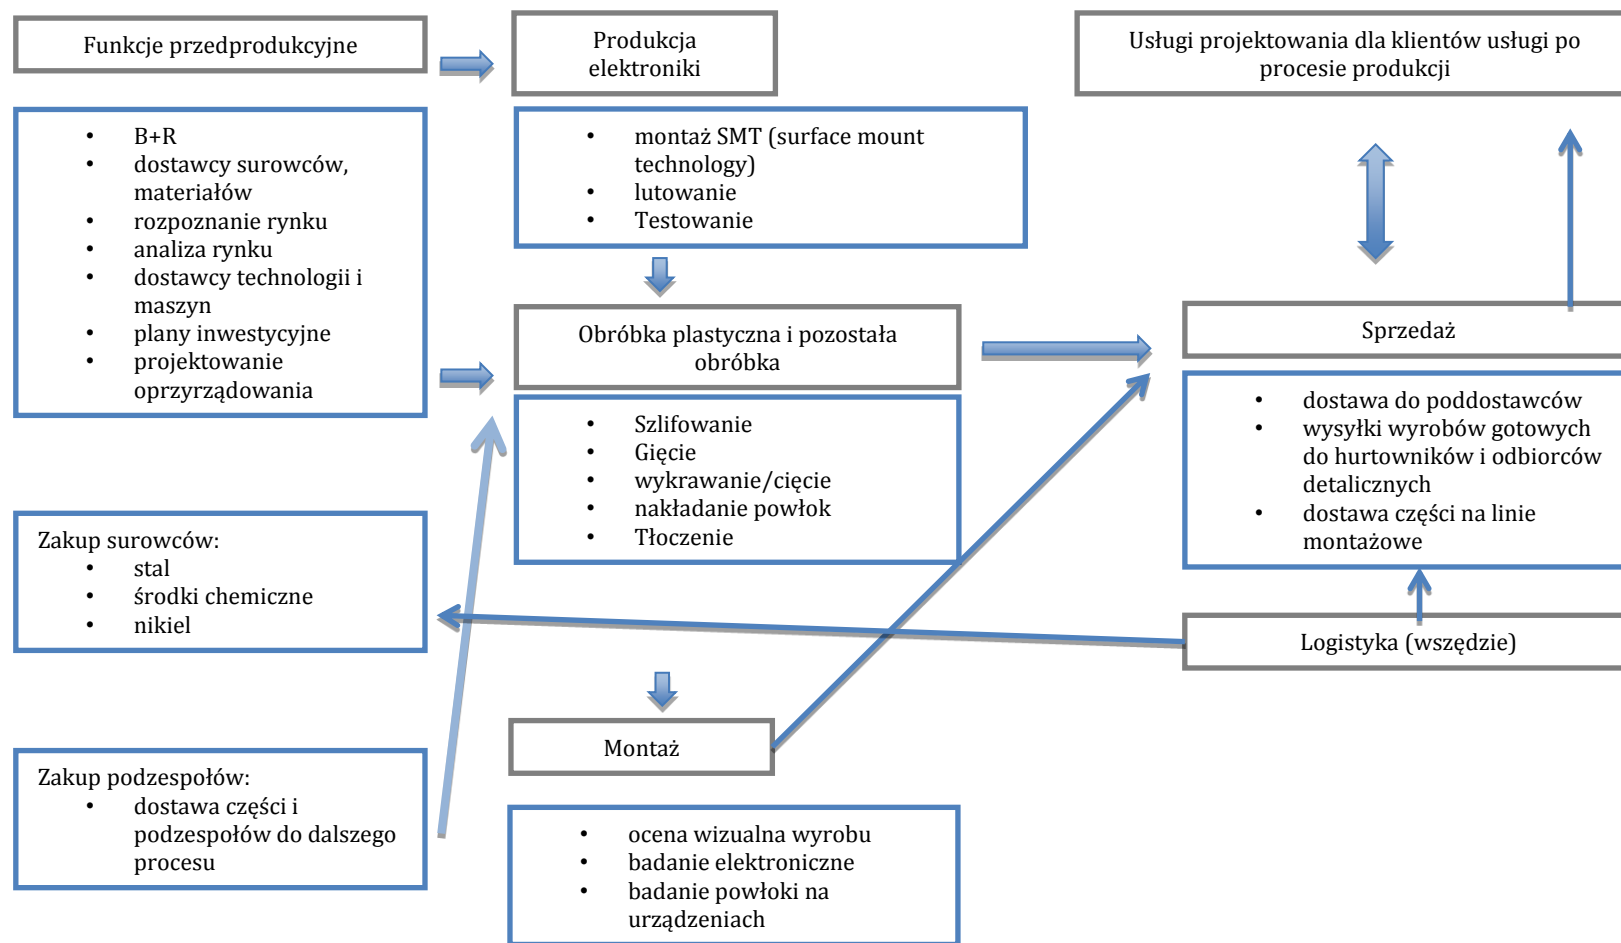 Funkcje przedprodukcyjne
• B+R
• dostawcy surowców,
materiałów
• rozpoznanie rynku
• analiza rynku
• dostawcy technologii i
maszyn
• plany inwestycyjne
• projektowanie
oprzyrządowania
Zakup surowców:
• stal
• środki chemiczne
• nikiel
Zakup podzespołów:
• dostawa części i
podzespołów do dalszego
procesu
Produkcja
elektroniki
• montaż SMT (surface mount
technology)
• lutowanie
• Testowanie
Obróbka plastyczna i pozostała
obróbka
• Szlifowanie
• Gięcie
• wykrawanie/cięcie
• nakładanie powłok
• Tłoczenie
Montaż
• ocena wizualna wyrobu
• badanie elektroniczne
• badanie powłoki na
urządzeniach
Usługi projektowania dla klientów usługi po
procesie produkcji
Sprzedaż
• dostawa do poddostawców
• wysyłki wyrobów gotowych
do hurtowników i odbiorców
detalicznych
• dostawa części na linie
montażowe
Logistyka (wszędzie)